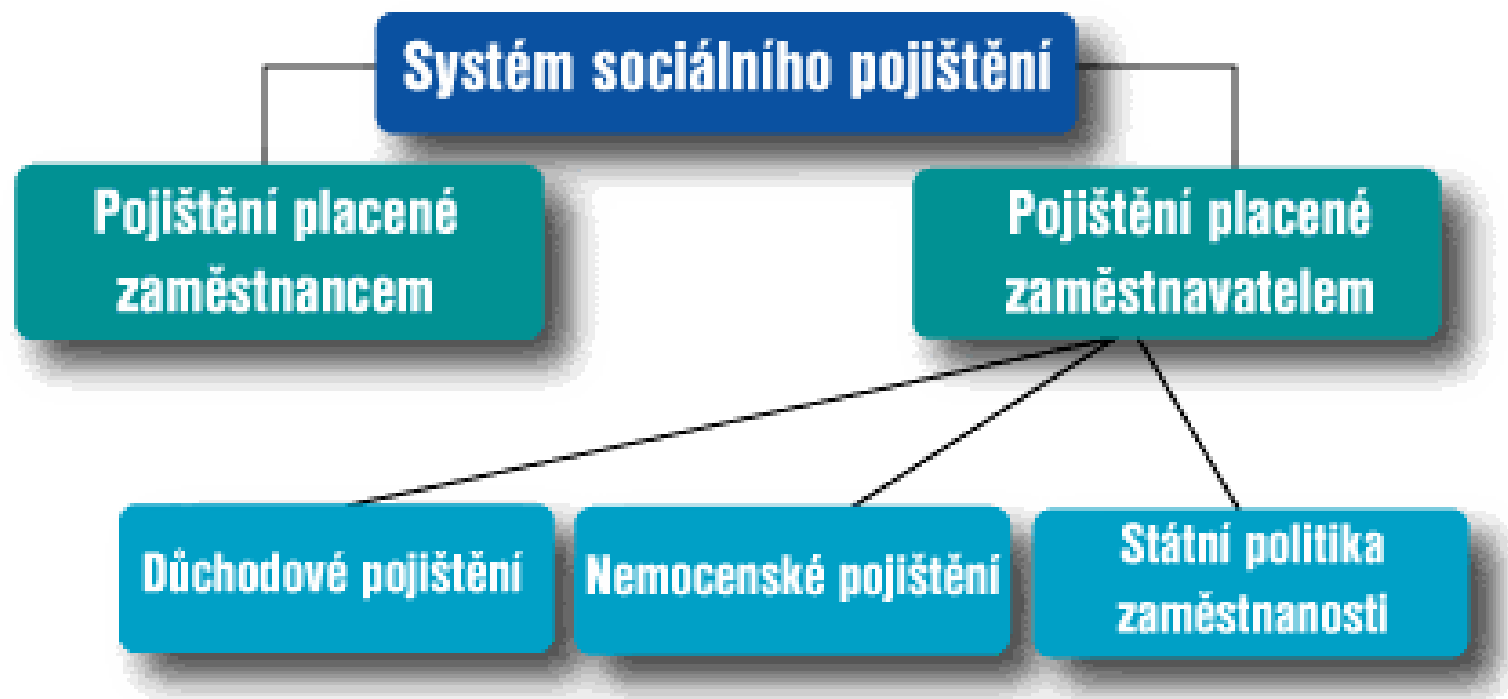 Systém sociálního pojištění
Pojištění placené
zaměstnancem
Pojištění placené
zaměstnavatelem
Důchodové pojištění
Nemocenské pojištění
Státní politika
zaměstnanosti